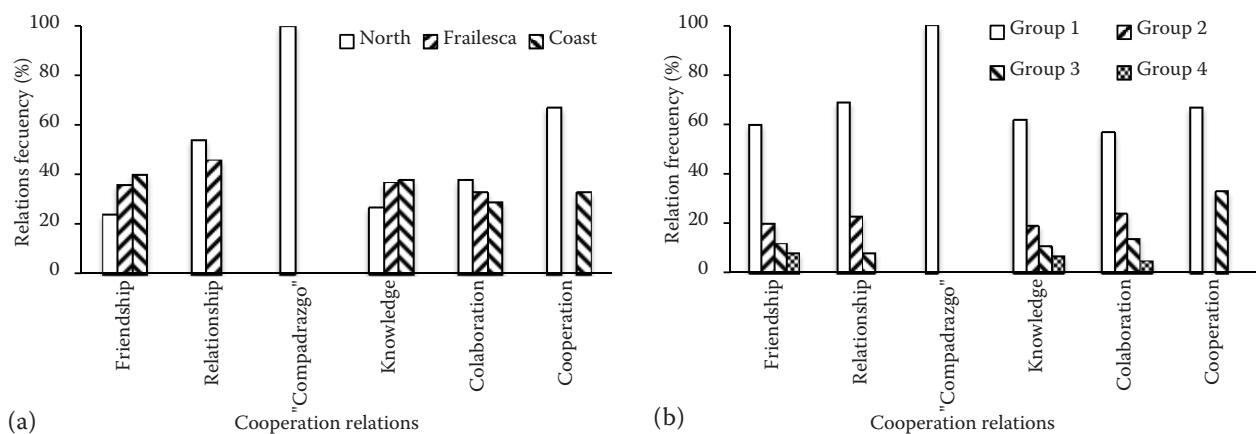 100
80
60
40
20
0
Relations fecuency (%)
North Frailesca Coast
Friendship
Relationship
"Compadrazgo"
Knowledge
Colaboration
Cooperation
Cooperation relations
(a)
100
80
60
40
20
0
Relation frecuency (%)
Group 1 Group 2
Group 3 Group 4
Friendship
Relationship
"Compadrazgo"
Knowledge
Colaboration
Cooperation
Cooperation relations
(b)